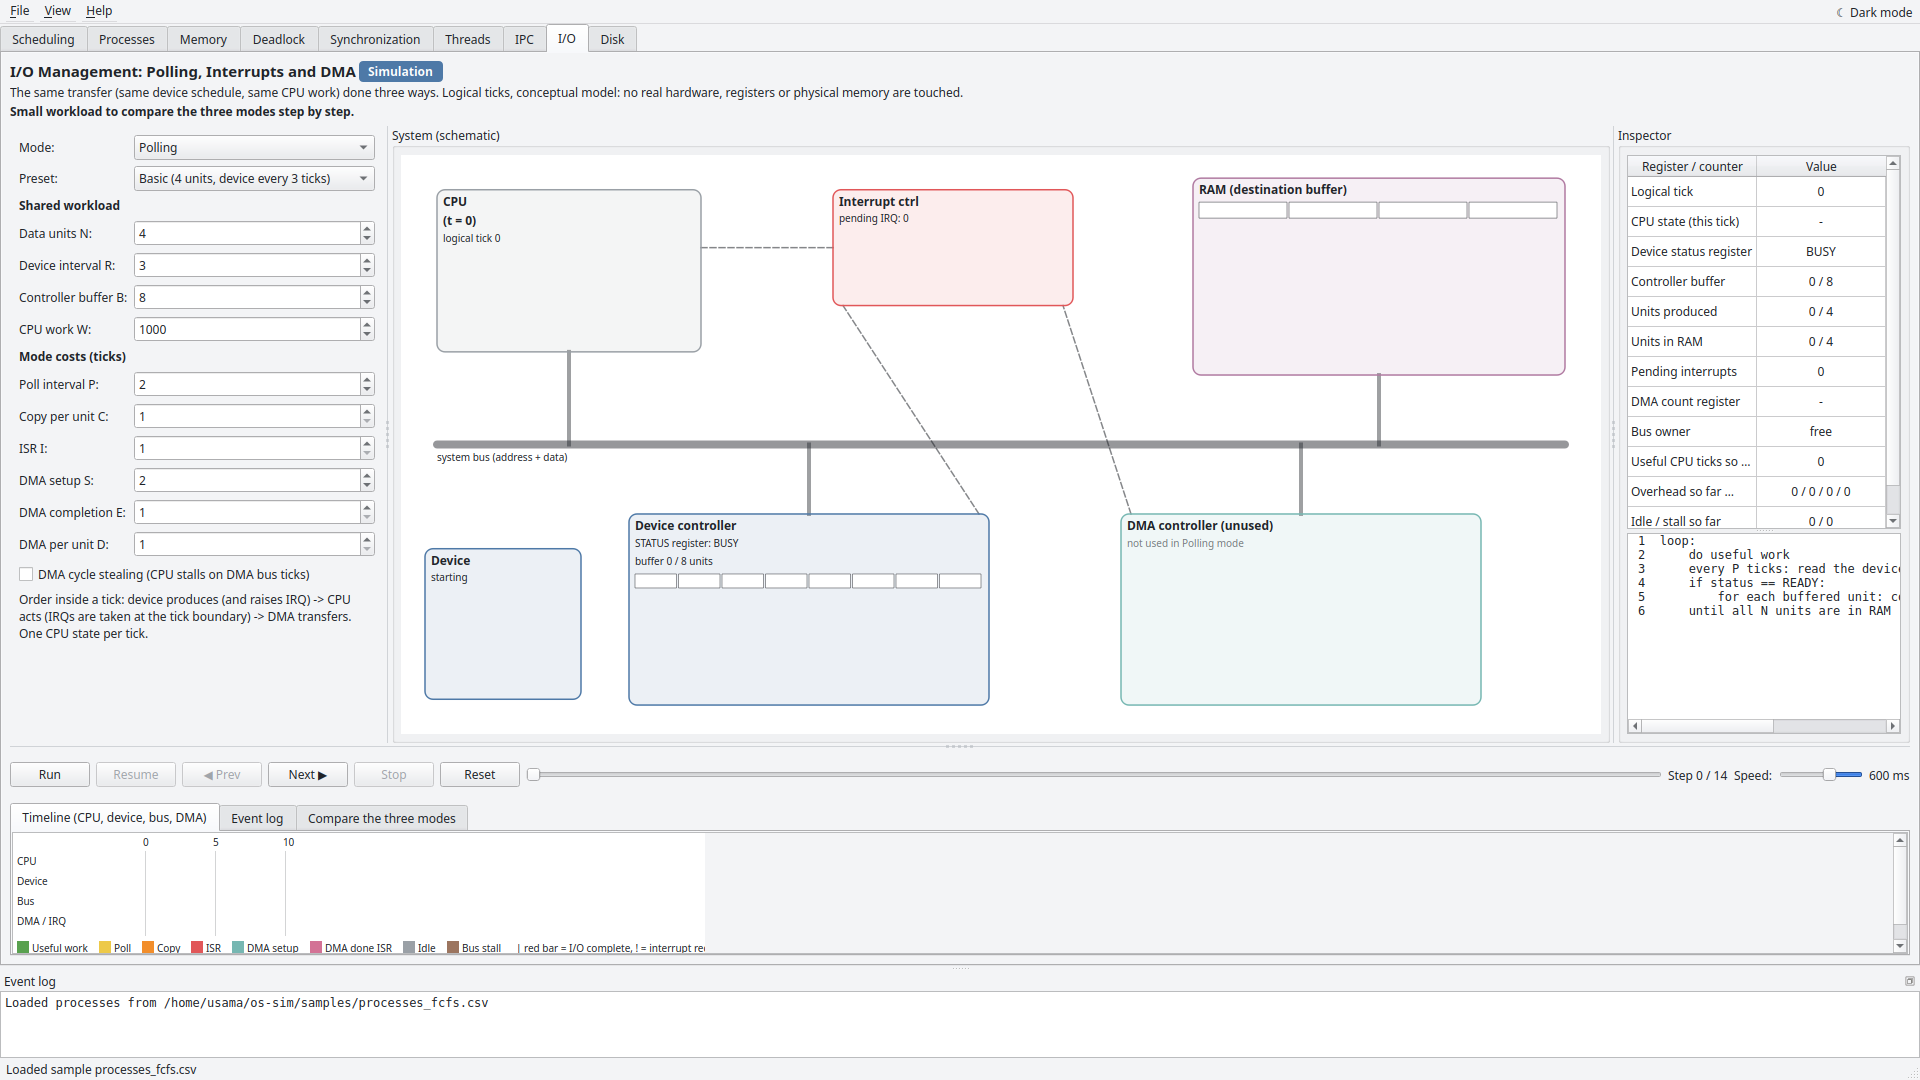 File View Help
☾ Dark mode
Scheduling Processes Memory Deadlock Synchronization Threads IPC I/O Disk
I/O Management: Polling, Interrupts and DMA Simulation
The same transfer (same device schedule, same CPU work) done three ways. Logical ticks, conceptual model: no real hardware, registers or physical memory are touched.
Small workload to compare the three modes step by step.
Mode: Polling
Preset: Basic (4 units, device every 3 ticks)
Shared workload
Data units N: 4
Device interval R: 3
Controller buffer B: 8
CPU work W: 1000
Mode costs (ticks)
Poll interval P: 2
Copy per unit C: 1
ISR I: 1
DMA setup S: 2
DMA completion E: 1
DMA per unit D: 1
DMA cycle stealing (CPU stalls on DMA bus ticks)
Order inside a tick: device produces (and raises IRQ) -> CPU
acts (IRQs are taken at the tick boundary) -> DMA transfers.
One CPU state per tick.
System (schematic)
CPU
(t = 0)
logical tick 0
Interrupt ctrl
pending IRQ: 0
RAM (destination buffer)
system bus (address + data)
Device
starting
Device controller
STATUS register: BUSY
buffer 0 / 8 units
DMA controller (unused)
not used in Polling mode
Inspector
Register / counter Value
Logical tick 0
CPU state (this tick) -
Device status register BUSY
Controller buffer 0 / 8
Units produced 0 / 4
Units in RAM 0 / 4
Pending interrupts 0
DMA count register -
Bus owner free
Useful CPU ticks so ... 0
Overhead so far ... 0 / 0 / 0 / 0
Idle / stall so far 0 / 0
1 loop:
2 do useful work
3 every P ticks: read the devic
4 if status == READY:
5 for each buffered unit: c
6 until all N units are in RAM
Run Resume ◀ Prev Next ▶ Stop Reset Step 0 / 14 Speed: 600 ms
Timeline (CPU, device, bus, DMA) Event log Compare the three modes
0 5 10
CPU
Device
Bus
DMA / IRQ
Useful work Poll Copy ISR DMA setup DMA done ISR Idle Bus stall | red bar = I/O complete, ! = interrupt re
Event log
Loaded processes from /home/usama/os-sim/samples/processes_fcfs.csv
Loaded sample processes_fcfs.csv